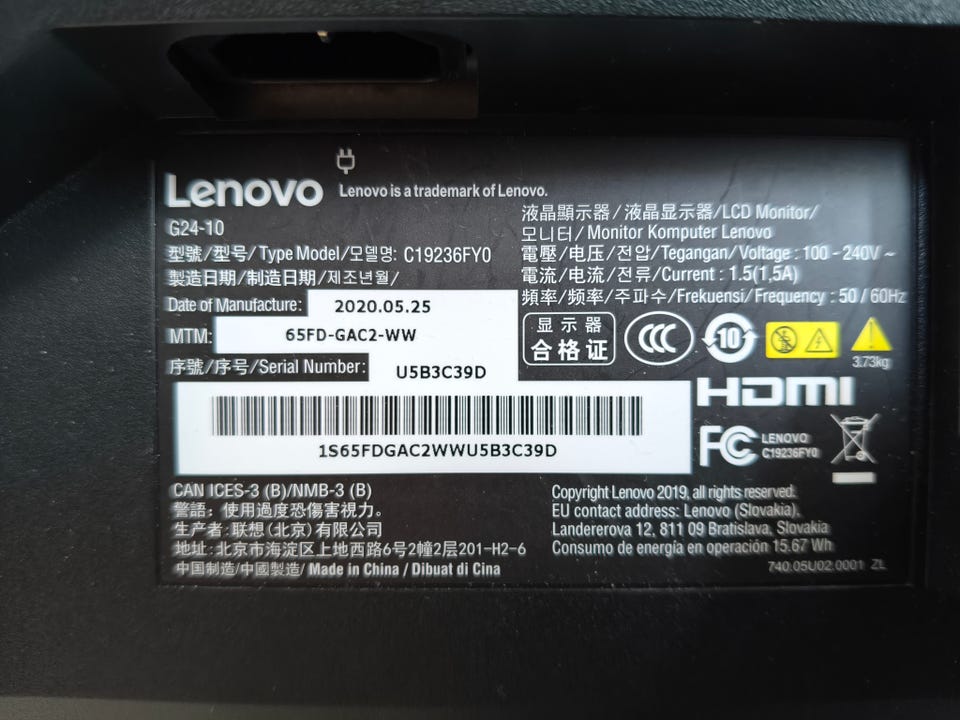 Lenovo Lenovo is a trademark of Lenovo.
G24-10
型號/型号/Type Model/모델명: C19236FY0
製造日期/制造日期/제조년월/
Date of Manufacture: 2020.05.25
MTM: 65FD-GAC2-WW
序號/序号/Serial Number: U5B3C39D
液晶顯示器/液晶显示器/LCD Monitor/
모니터/Monitor Komputer Lenovo
電壓/电压/전압/Tegangan/Voltage : 100 - 240V ~
電流/电流/전류/Current : 1.5(1,5A)
頻率/频率/주파수/Frekuensi/Frequency : 50 / 60Hz
显示器
合格证
CCC
10
3.73kg
HDMI
1S65FDGAC2WWU5B3C39D
FC LENOVO
C19236FY0
CAN ICES-3 (B)/NMB-3 (B)
警語: 使用過度恐傷害視力。
生产者: 联想(北京)有限公司
地址: 北京市海淀区上地西路6号2幢2层201-H2-6
中国制造/中國製造/ Made in China / Dibuat di Cina
Copyright Lenovo 2019, all rights reserved.
EU contact address: Lenovo (Slovakia),
Landererova 12, 811 09 Bratislava, Slovakia
Consumo de energía en operación 15.67 Wh
740.05U02.0001 ZL